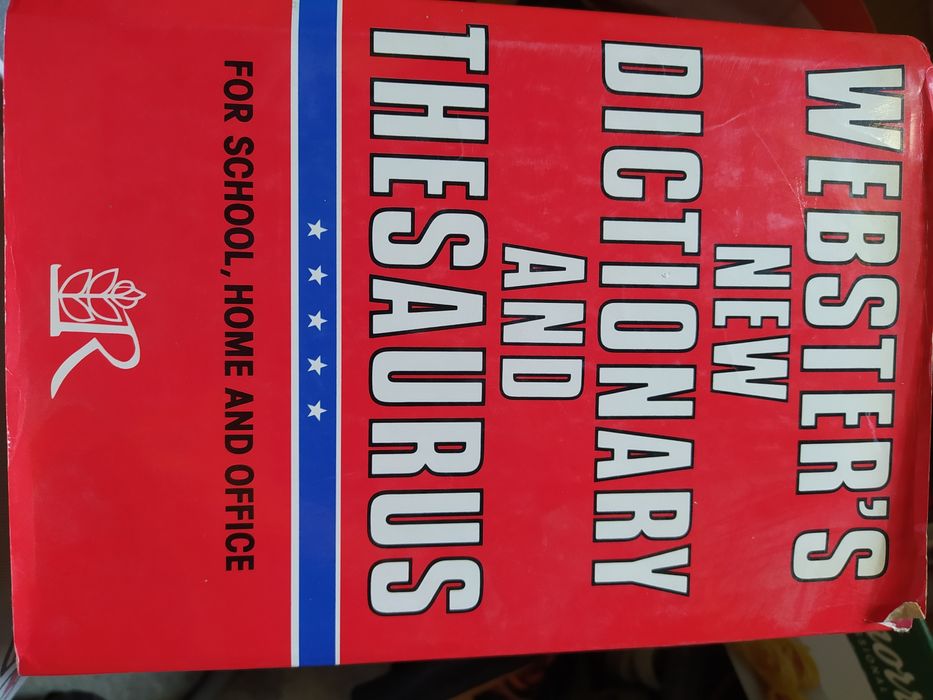 WEBSTER'S
NEW
DICTIONARY
AND
THESAURUS
FOR SCHOOL, HOME AND OFFICE
R